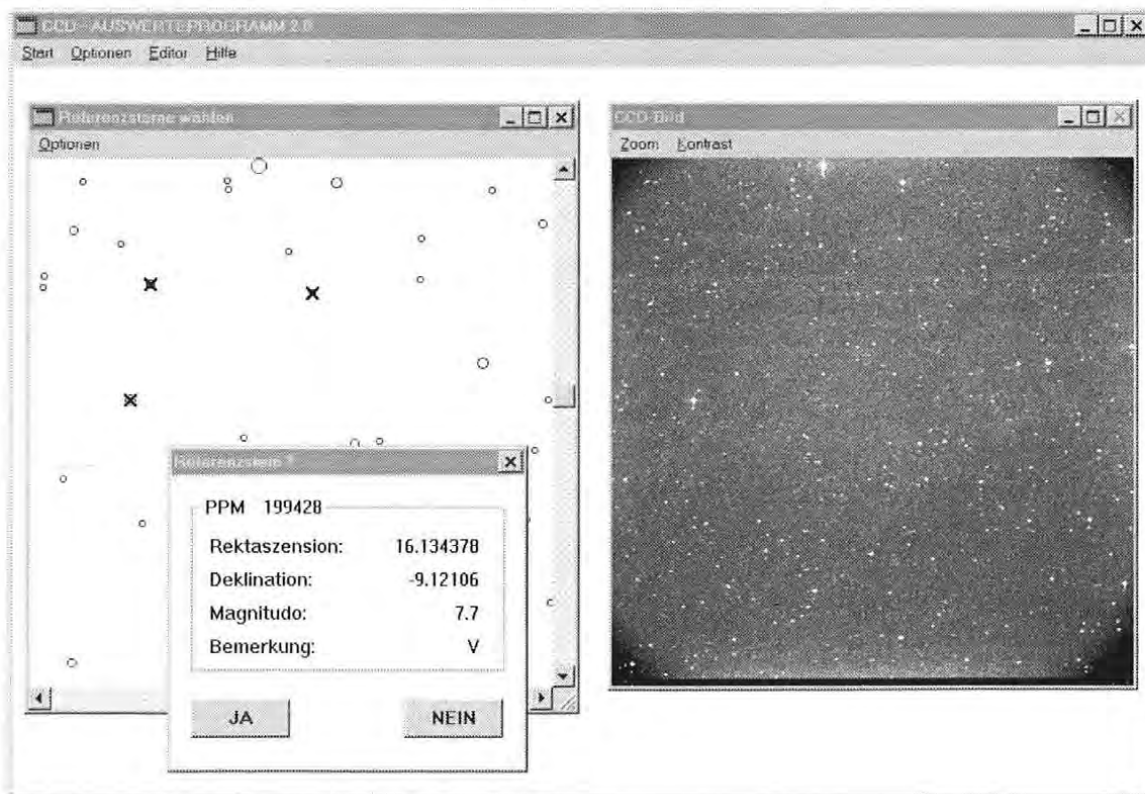 CCD-AUSWERTEPROGRAMM 2.0
Start Optionen Editor Hilfe
Referenzsterne wählen
Optionen
CCD-Bild
Zoom Kontrast
Referenzstern ?
PPM 199428
Rektaszension: 16.134378
Deklination: -9.12106
Magnitudo: 7.7
Bemerkung: V
JA NEIN